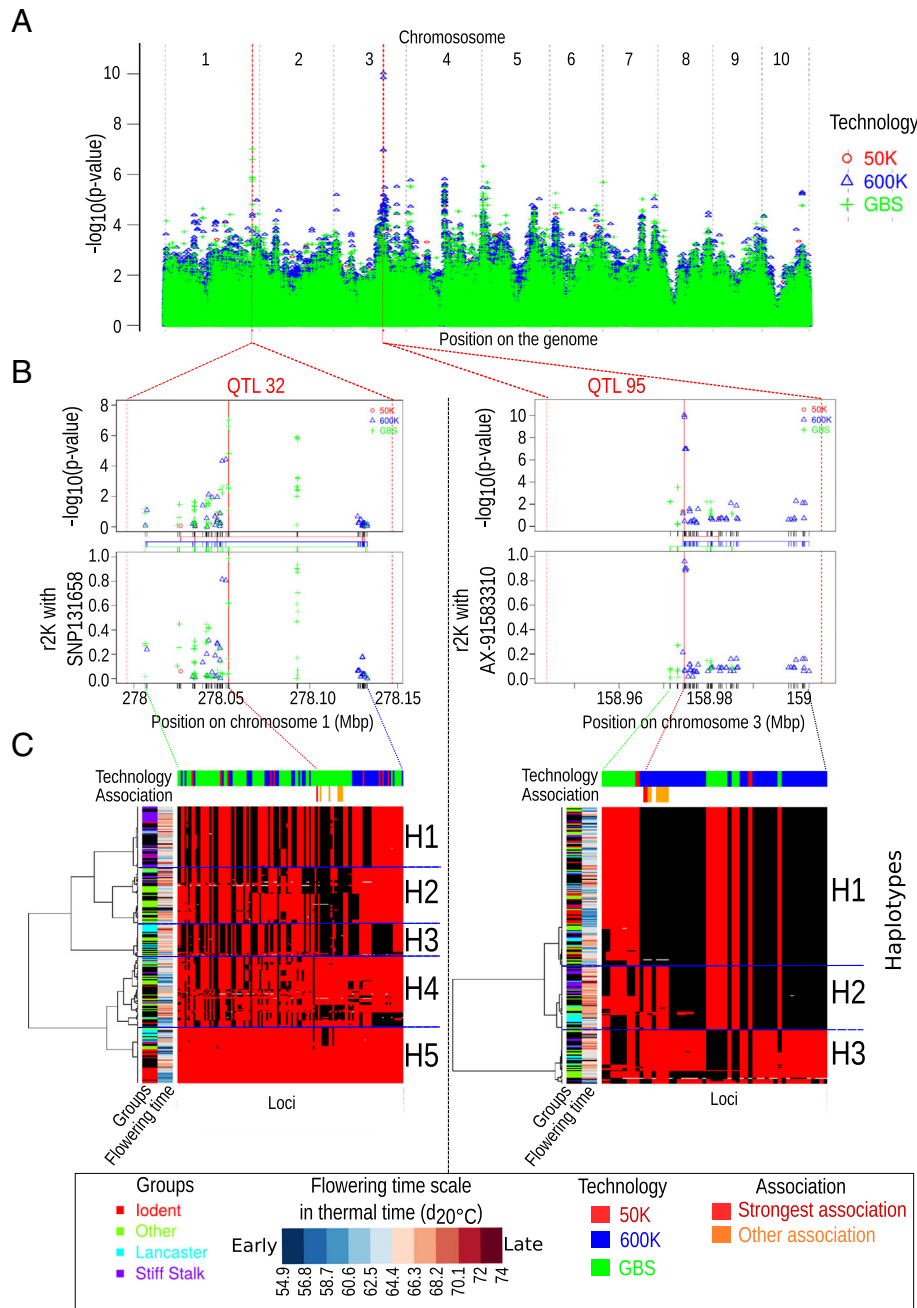 A
Chromososome
1 2 3 4 5 6 7 8 9 10
10
8
6
4
2
0
-log10(p-value)
Technology
50K
600K
GBS
Position on the genome
B
QTL 32
QTL 95
8
6
4
2
0
-log10(p-value)
50K
600K
GBS
10
8
6
4
2
0
-log10(p-value)
50K
600K
GBS
1.0
0.8
0.6
0.4
0.2
0.0
r2K with
SNP131658
278 278.05 278.10 278.15
Position on chromosome 1 (Mbp)
1.0
0.8
0.6
0.4
0.2
0.0
r2K with
AX-91583310
158.96 158.98 159
Position on chromosome 3 (Mbp)
C
Technology
Association
H1
H2
H3
H4
H5
Groups
Flowering time
Loci
Technology
Association
H1
H2
H3
Haplotypes
Groups
Flowering time
Loci
Groups
Iodent
Other
Lancaster
Stiff Stalk
Flowering time scale
in thermal time (d20°C)
Early
Late
54.9 56.8 58.7 60.6 62.5 64.4 66.3 68.2 70.1 72 74
Technology
50K
600K
GBS
Association
Strongest association
Other association